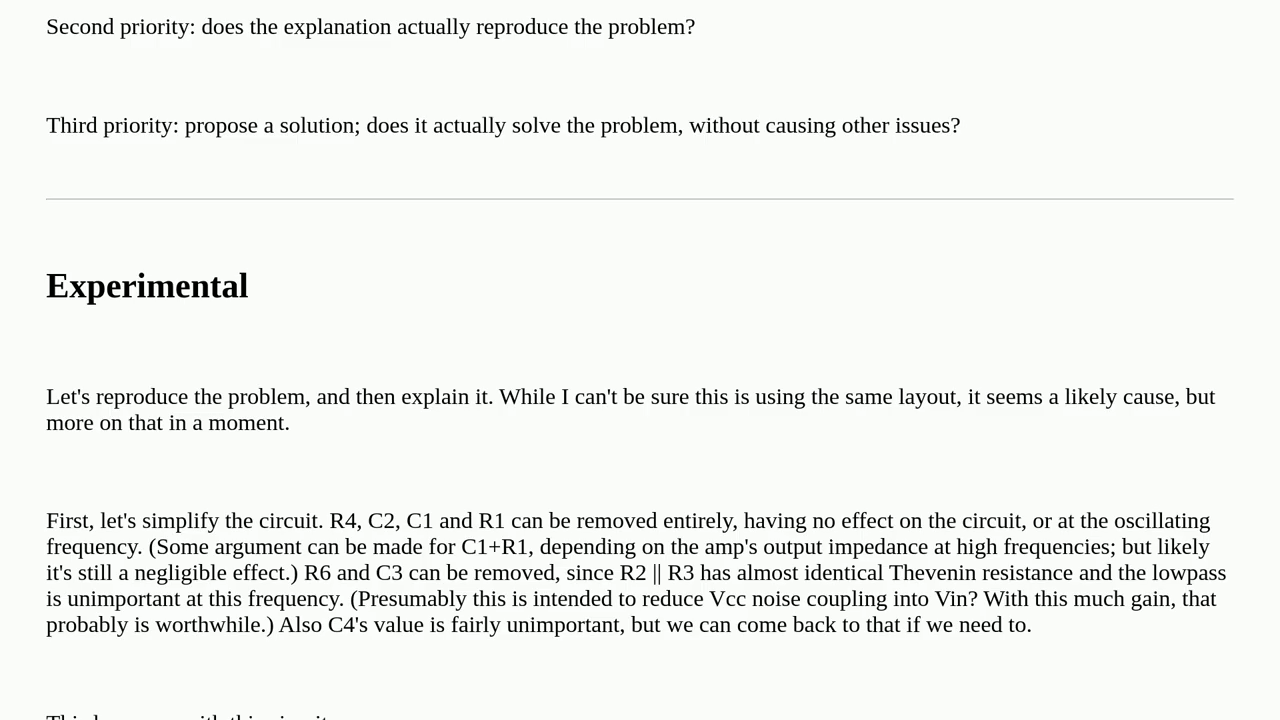 Second priority: does the explanation actually reproduce the problem?
Third priority: propose a solution; does it actually solve the problem, without causing other issues?
Experimental
Let's reproduce the problem, and then explain it. While I can't be sure this is using the same layout, it seems a likely cause, but
more on that in a moment.
First, let's simplify the circuit. R4, C2, C1 and R1 can be removed entirely, having no effect on the circuit, or at the oscillating
frequency. (Some argument can be made for C1+R1, depending on the amp's output impedance at high frequencies; but likely
it's still a negligible effect.) R6 and C3 can be removed, since R2 || R3 has almost identical Thevenin resistance and the lowpass
is unimportant at this frequency. (Presumably this is intended to reduce Vcc noise coupling into Vin? With this much gain, that
probably is worthwhile.) Also C4's value is fairly unimportant, but we can come back to that if we need to.